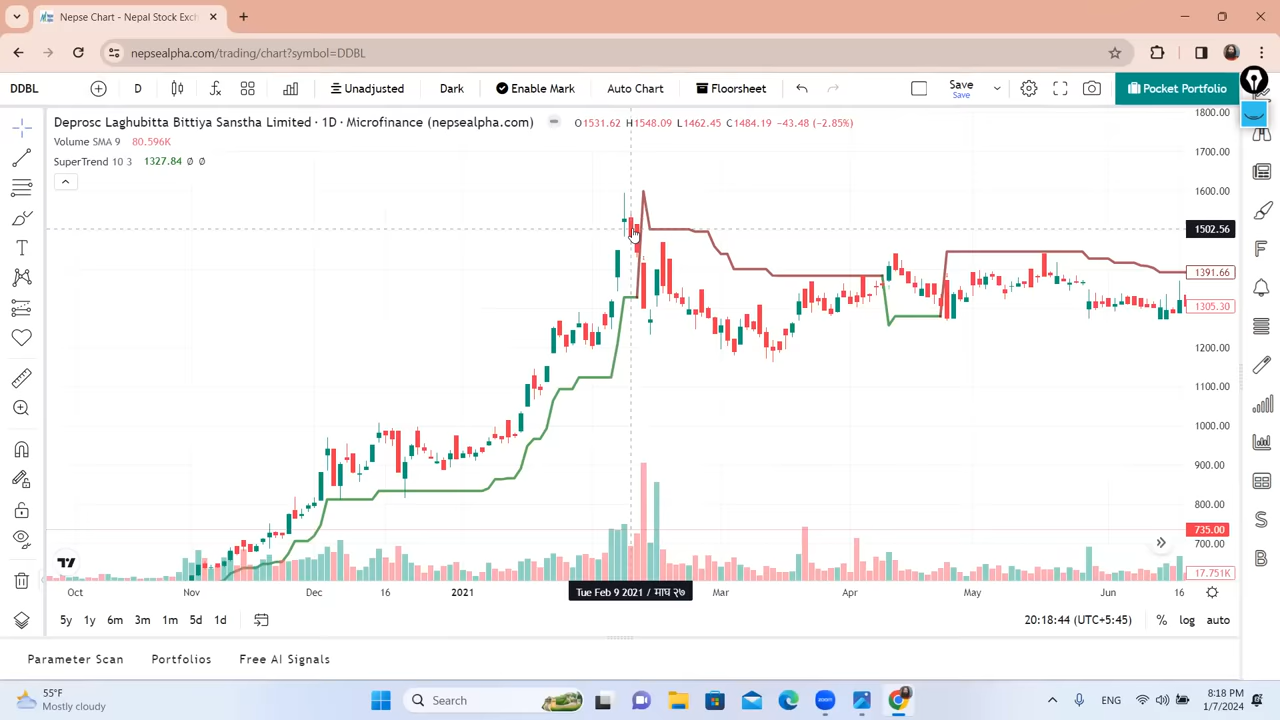 Nepse Chart - Nepal Stock Exc
nepsealpha.com/trading/chart?symbol=DDBL
DDBL
D
Unadjusted
Dark
Enable Mark
Auto Chart
Floorsheet
Save
Save
Pocket Portfolio
Deprosc Laghubitta Bittiya Sanstha Limited · 1D · Microfinance (nepsealpha.com)
O1531.62 H1548.09 L1462.45 C1484.19 −43.48 (−2.85%)
Volume SMA 9 80.596K
SuperTrend 10 3 1327.84 Ø Ø
1800.00
1700.00
1600.00
1502.56
1391.66
1305.30
1200.00
1100.00
1000.00
900.00
800.00
735.00
700.00
17.751K
Oct
Nov
Dec
16
2021
Tue Feb 9 2021 / माघ २७
Mar
Apr
May
Jun
16
5y 1y 6m 3m 1m 5d 1d
20:18:44 (UTC+5:45)
% log auto
Parameter Scan
Portfolios
Free AI Signals
55°F
Mostly cloudy
Search
ENG
8:18 PM
1/7/2024